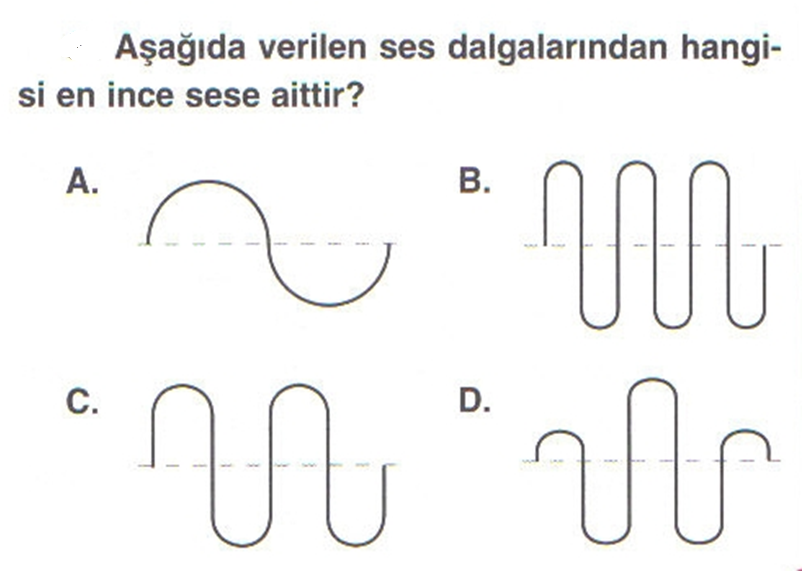 Aşağıda verilen ses dalgalarından hangi-
si en ince sese aittir?
A.
B.
C.
D.